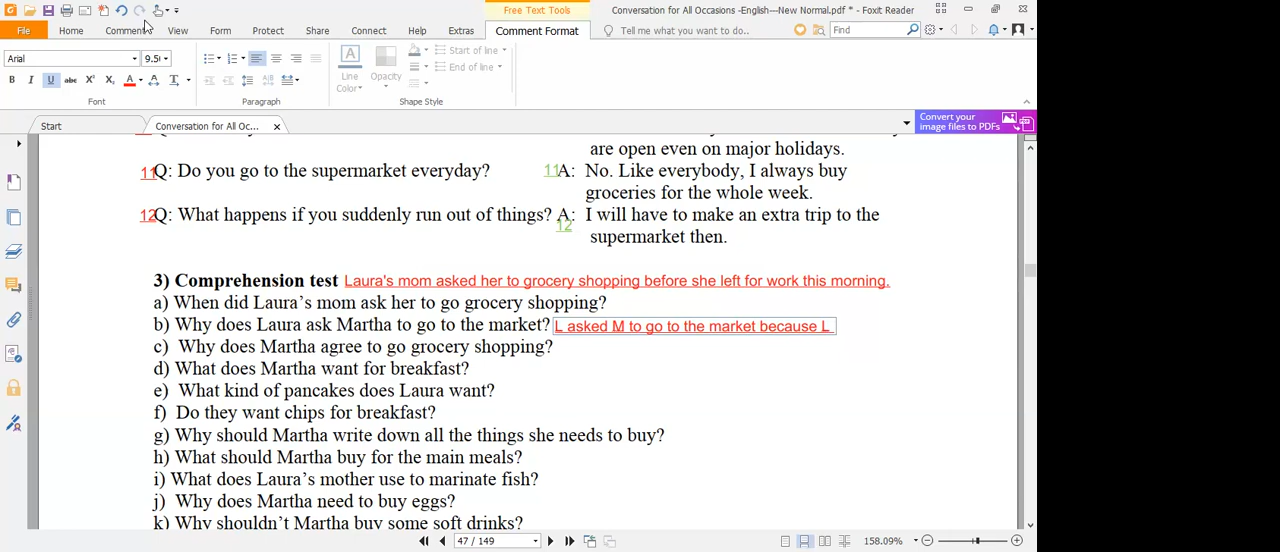 Free Text Tools
Conversation for All Occasions -English---New Normal.pdf * - Foxit Reader
File Home Comment View Form Protect Share Connect Help Extras Comment Format Tell me what you want to do.. Find
Arial 9.5
Line Color Opacity Start of line End of line
Font Paragraph Shape Style
Start Conversation for All Occ... Convert your image files to PDFs
are open even on major holidays.
11 Q: Do you go to the supermarket everyday? 11 A: No. Like everybody, I always buy
groceries for the whole week.
12 Q: What happens if you suddenly run out of things? 12 A: I will have to make an extra trip to the
supermarket then.
3) Comprehension test Laura's mom asked her to grocery shopping before she left for work this morning.
a) When did Laura's mom ask her to go grocery shopping?
b) Why does Laura ask Martha to go to the market? L asked M to go to the market because L
c) Why does Martha agree to go grocery shopping?
d) What does Martha want for breakfast?
e) What kind of pancakes does Laura want?
f) Do they want chips for breakfast?
g) Why should Martha write down all the things she needs to buy?
h) What should Martha buy for the main meals?
i) What does Laura's mother use to marinate fish?
j) Why does Martha need to buy eggs?
k) Why shouldn't Martha buy some soft drinks?
47 / 149 158.09%